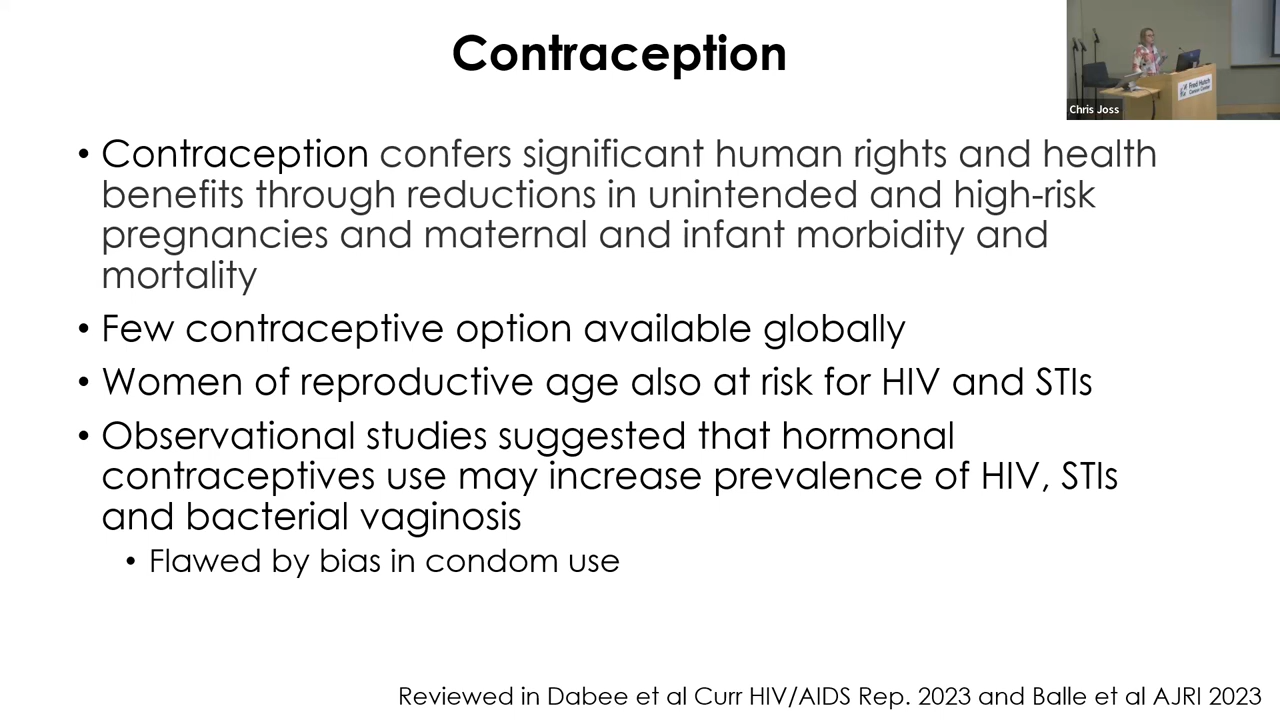 Contraception
Chris Joss
Fred Hutch
Cancer Center
• Contraception confers significant human rights and health
benefits through reductions in unintended and high-risk
pregnancies and maternal and infant morbidity and
mortality
• Few contraceptive option available globally
• Women of reproductive age also at risk for HIV and STIs
• Observational studies suggested that hormonal
contraceptives use may increase prevalence of HIV, STIs
and bacterial vaginosis
• Flawed by bias in condom use
Reviewed in Dabee et al Curr HIV/AIDS Rep. 2023 and Balle et al AJRI 2023